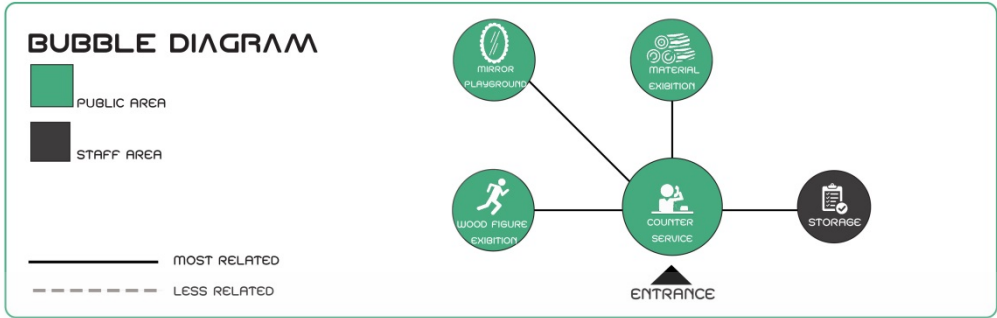 BUBBLE DIAGRAM
PUBLIC AREA
STAFF AREA
MOST RELATED
LESS RELATED
MIRROR
PLAYGROUND
MATERIAL
EXIBITION
WOOD FIGURE
EXIBITION
COUNTER
SERVICE
STORAGE
ENTRANCE